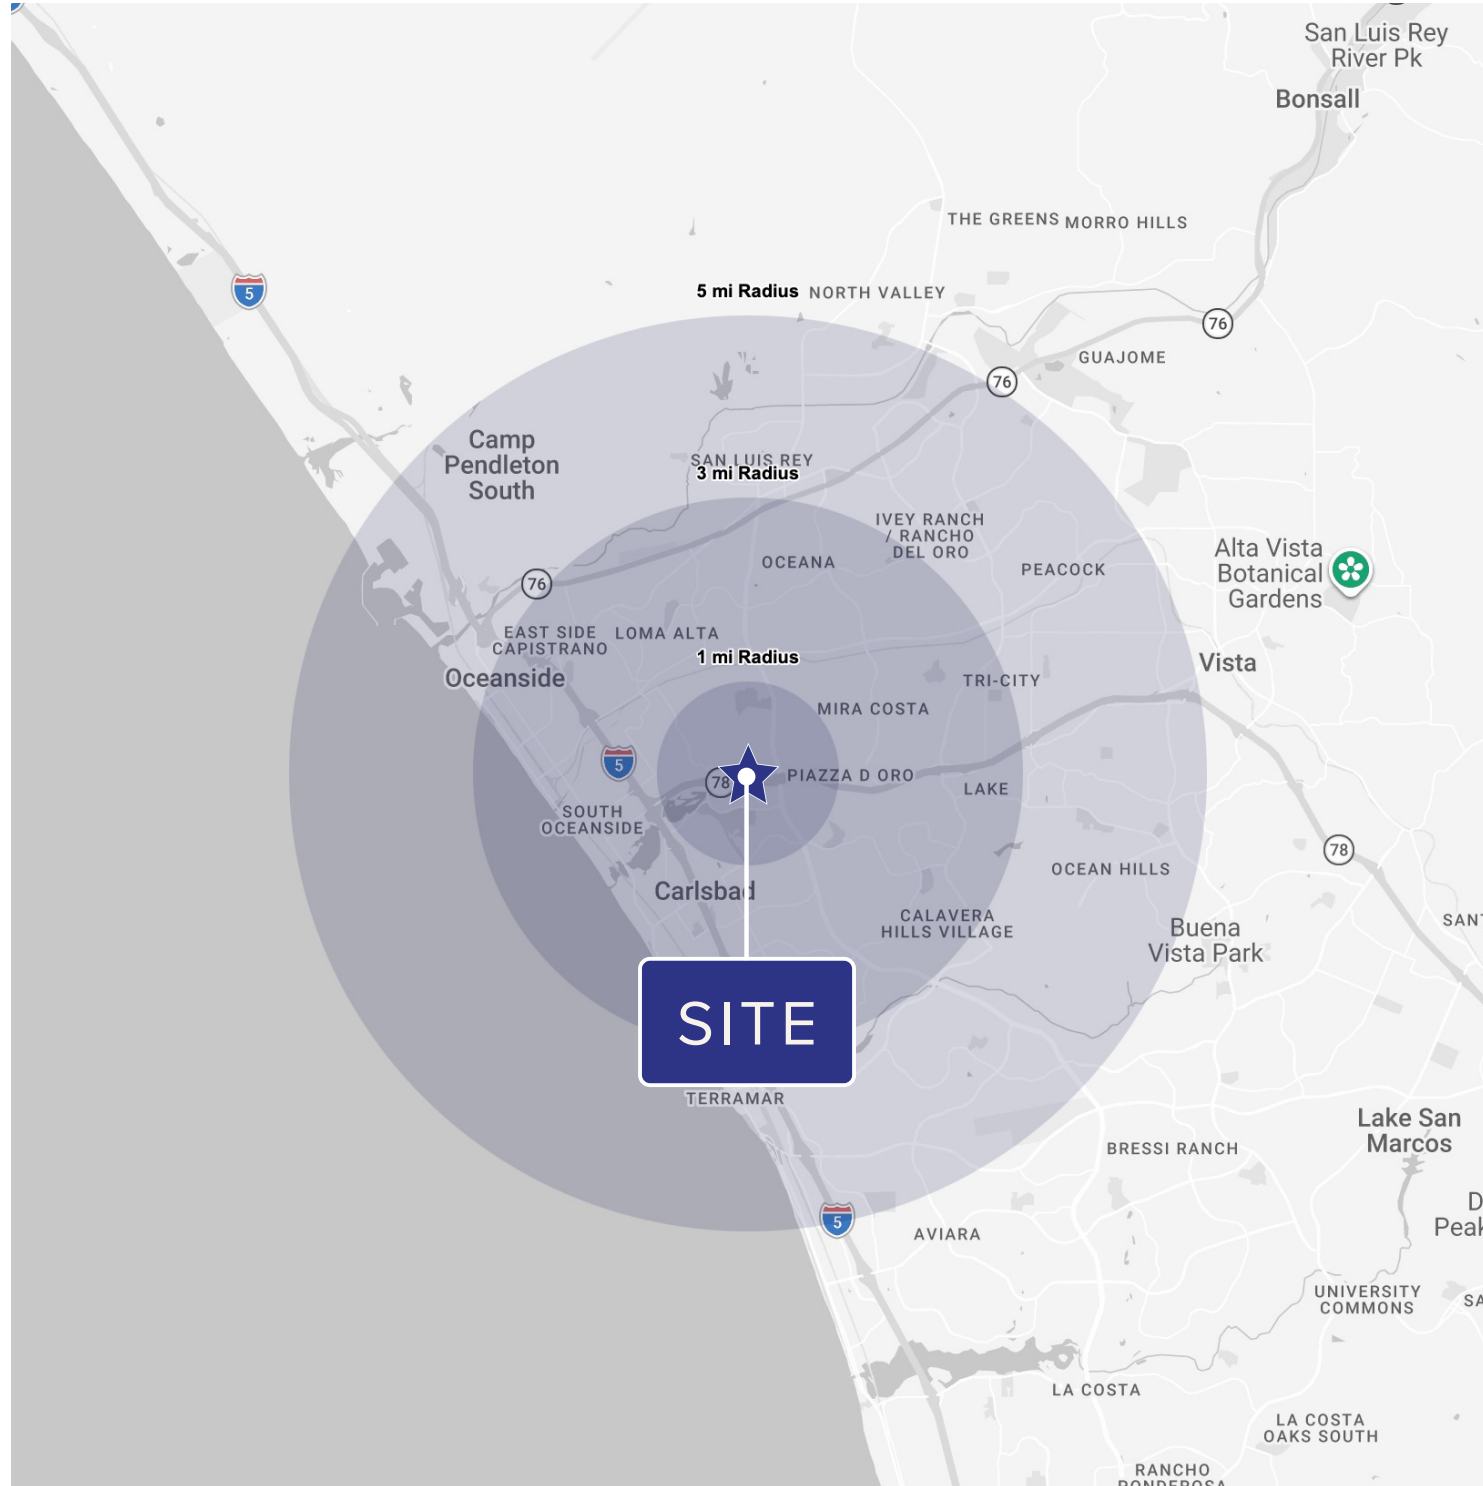 San Luis Rey
River Pk
Bonsall
THE GREENS
MORRO HILLS
5
5 mi Radius
NORTH VALLEY
76
GUAJOME
76
Camp
Pendleton
South
SAN LUIS REY
3 mi Radius
IVEY RANCH
/ RANCHO
DEL ORO
OCEANA
PEACOCK
Alta Vista
Botanical
Gardens
76
EAST SIDE
CAPISTRANO
LOMA ALTA
1 mi Radius
Vista
Oceanside
TRI-CITY
MIRA COSTA
5
78
PIAZZA D ORO
LAKE
SOUTH
OCEANSIDE
78
OCEAN HILLS
Carlsbad
CALAVERA
HILLS VILLAGE
SAN
Buena
Vista Park
SITE
TERRAMAR
Lake San
Marcos
BRESSI RANCH
D
Peak
5
AVIARA
UNIVERSITY
COMMONS
SA
LA COSTA
LA COSTA
OAKS SOUTH
RANCHO
PONDEROSA